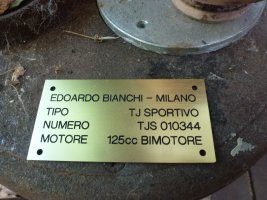 EDOARDO BIANCHI - MILANO
TIPO TJ SPORTIVO
NUMERO TJS 010344
MOTORE 125cc BIMOTORE